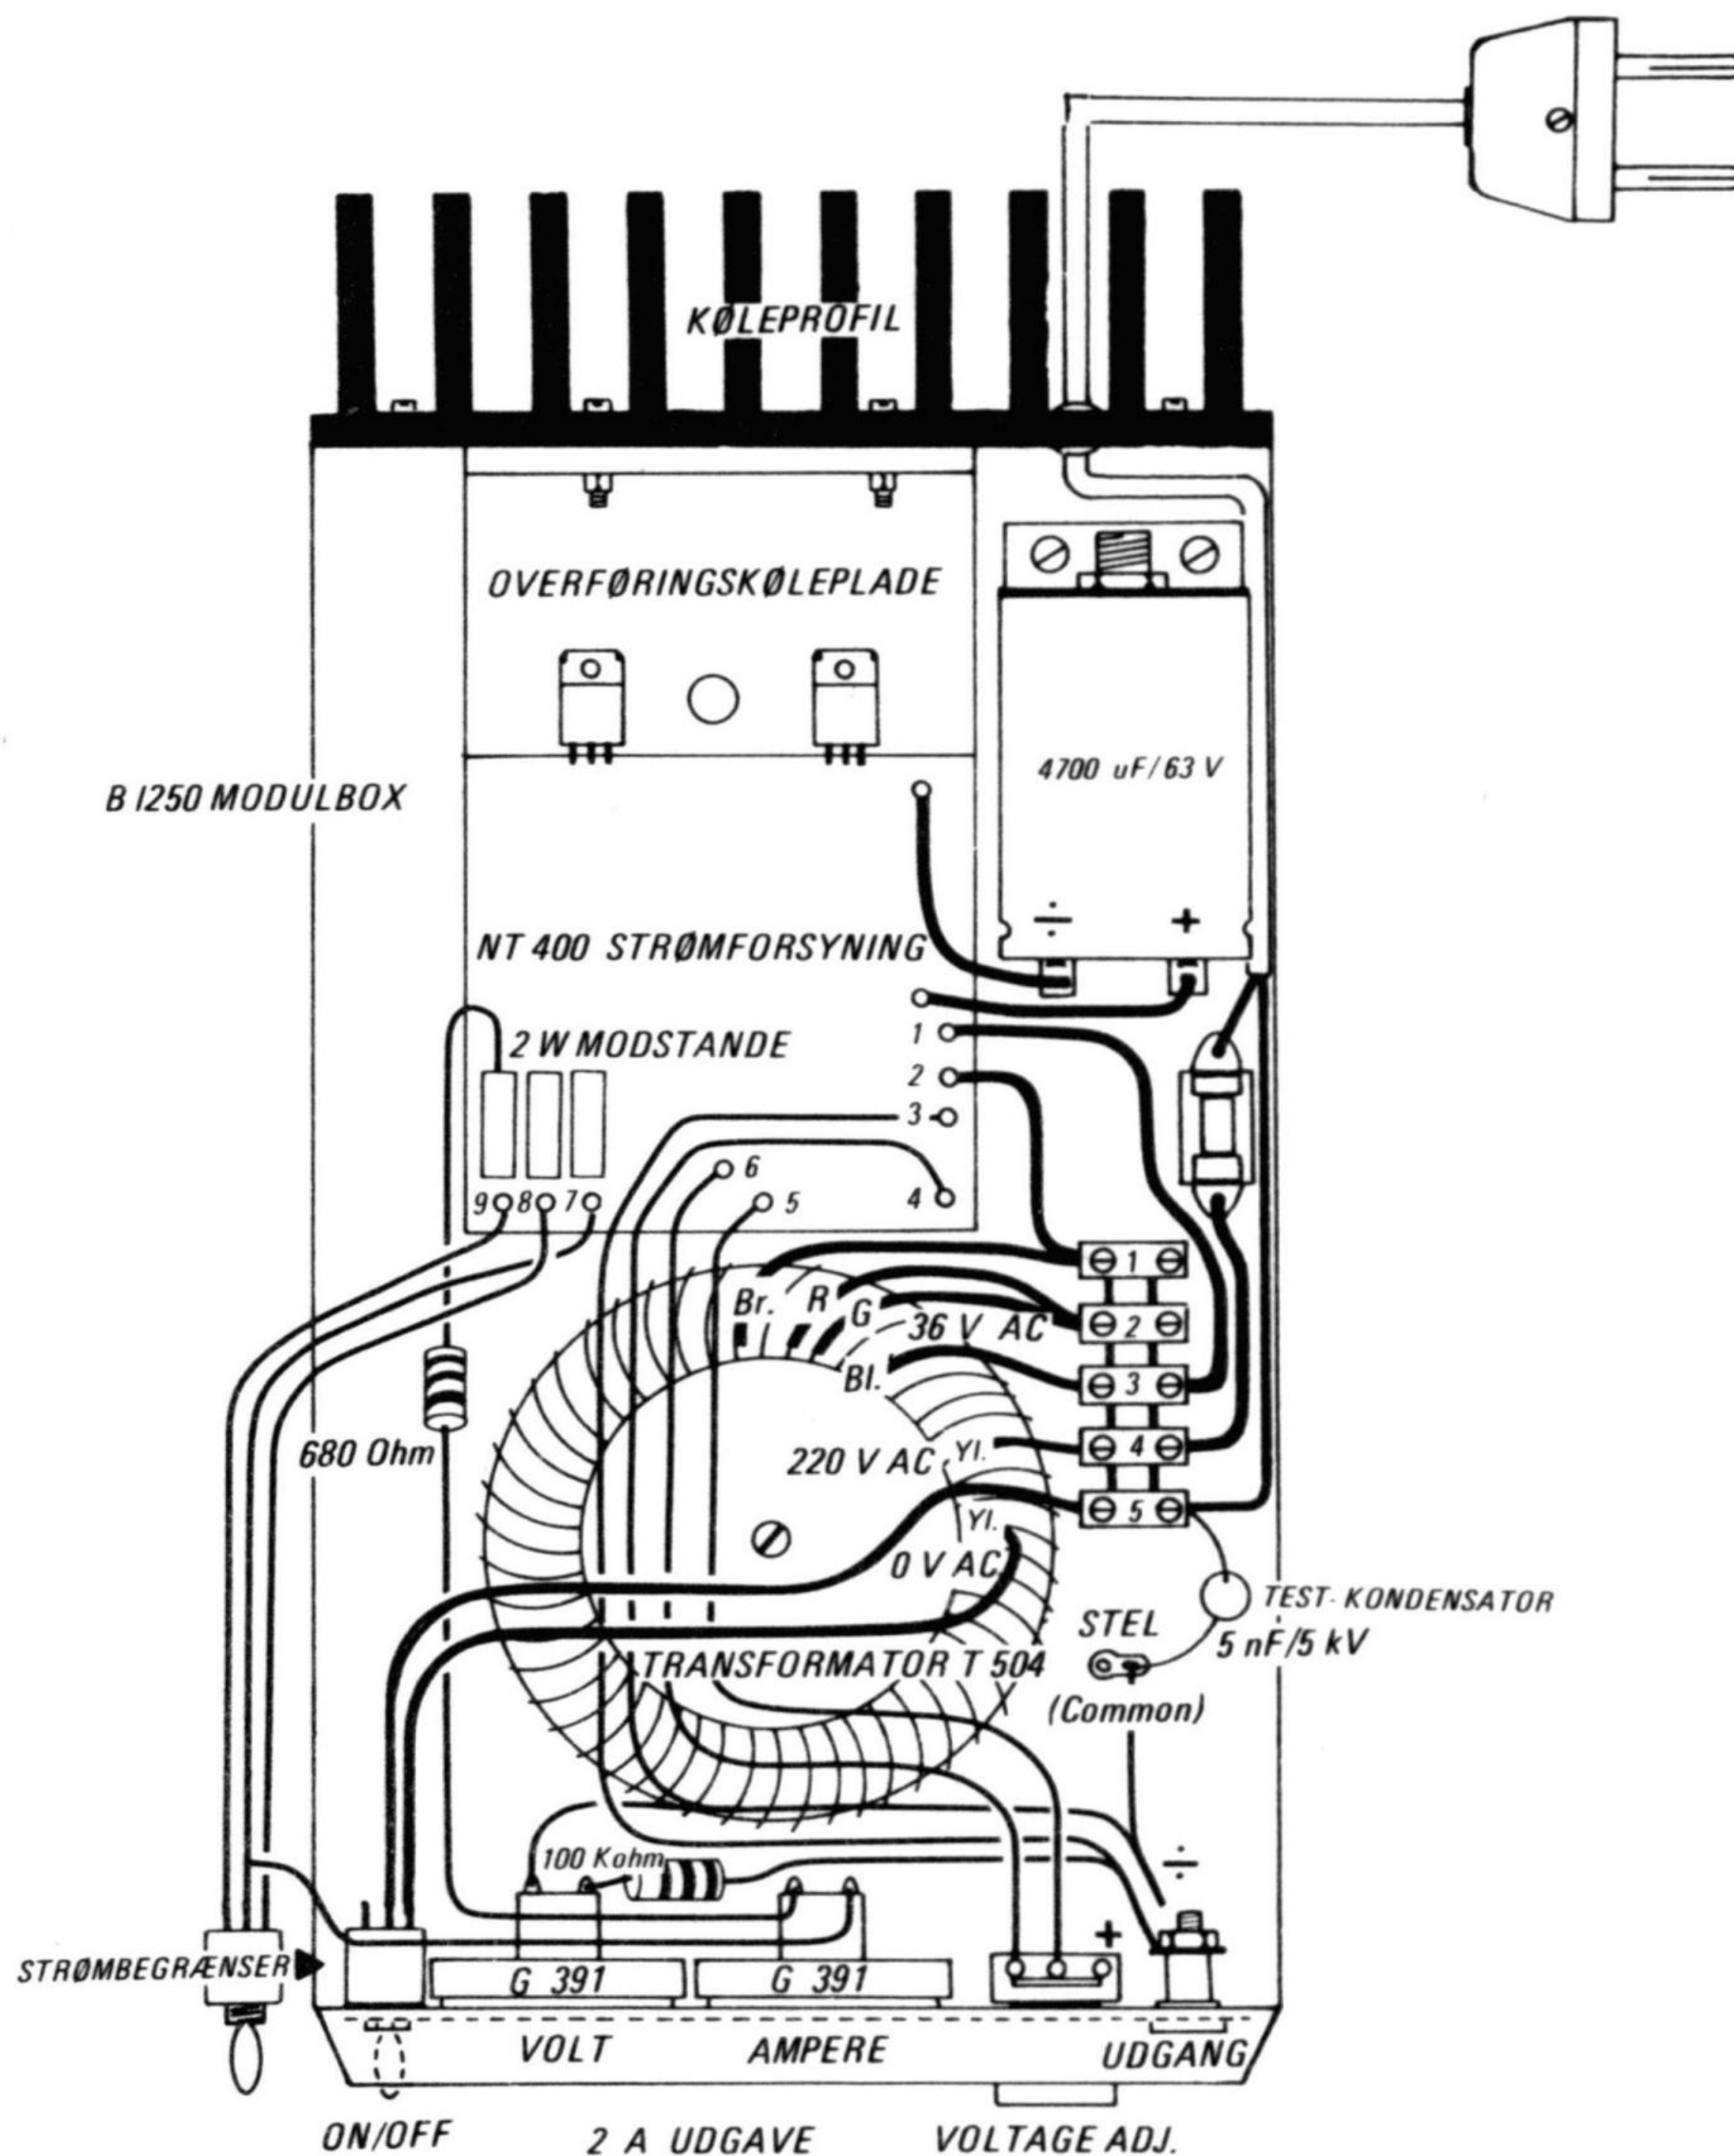 KØLEPROFIL
OVERFØRINGSKØLEPLADE
4700 uF/63 V
B 1250 MODULBOX
÷ +
NT 400 STRØMFORSYNING
1
2 W MODSTANDE
2
3
6
5
4
9 8 7
1
Br. R G
36 V AC
2
Bl.
3
680 Ohm
220 V AC Yl.
4
5
Yl.
0 V AC
TEST-KONDENSATOR
5 nF/5 kV
STEL
(Common)
TRANSFORMATOR T 504
100 Kohm
÷
+
STRØMBEGRÆNSER
G 391
G 391
VOLT
AMPERE
UDGANG
ON/OFF
2 A UDGAVE
VOLTAGE ADJ.